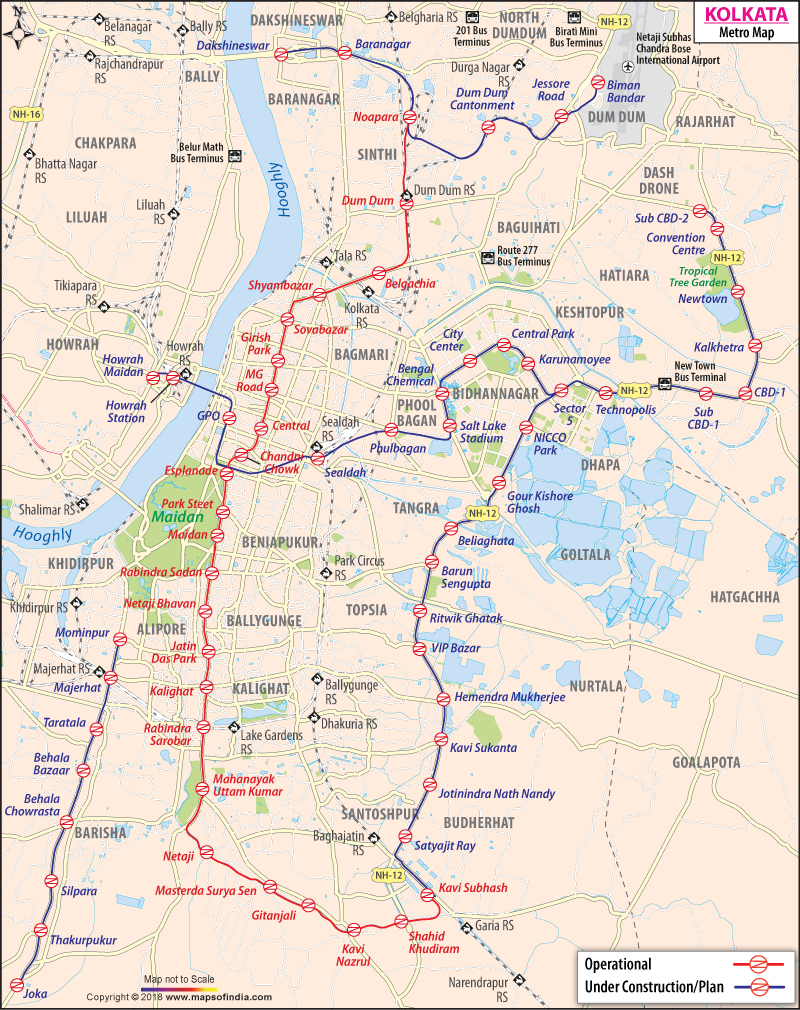 KOLKATA
Metro Map
N
DAKSHINESWAR
Belgharia RS
201 Bus
Terminus
NORTH
DUMDUM
Birati Mini
Bus Terminus
NH-12
Netaji Subhas
Chandra Bose
International Airport
Belanagar
RS
Bally RS
Dakshineswar
Baranagar
Rajchandrapur
RS
BALLY
Durga Nagar
RS
Jessore
Road
Biman
Bandar
BARANAGAR
Dum Dum
Cantonment
NH-16
Noapara
DUM DUM
RAJARHAT
CHAKPARA
Bhatta Nagar
RS
Belur Math
Bus Terminus
SINTHI
Hooghly
DASH
DRONE
LILUAH
Liluah
RS
Dum Dum RS
Dum Dum
Sub CBD-2
Convention
Centre
BAGUIHATI
Route 277
Bus Terminus
NH-12
Tala RS
HATIARA
Tropical
Tree Garden
Newtown
Tikiapara
RS
Shyambazar
Belgachia
Kolkata
RS
KESHTOPUR
Sovabazar
HOWRAH
Howrah
RS
Girish
Park
BAGMARI
City
Center
Central Park
Kalkhetra
Howrah
Maidan
MG
Road
Bengal
Chemical
Karunamoyee
New Town
Bus Terminal
BIDHANNAGAR
NH-12
Howrah
Station
GPO
PHOOL
BAGAN
Sector
5
Technopolis
Sub
CBD-1
CBD-1
Central
Sealdah
RS
Salt Lake
Stadium
NICCO
Park
Chandni
Chowk
Phulbagan
Esplanade
Sealdah
DHAPA
Shalimar RS
Park Steet
Maidan
Gour Kishore
Ghosh
Hooghly
TANGRA
NH-12
Maidan
BENIAPUKUR
Beliaghata
GOLTALA
KHIDIRPUR
Rabindra Sadan
Park Circus
RS
Barun
Sengupta
Khidirpur RS
Netaji Bhavan
HATGACHHA
Mominpur
ALIPORE
BALLYGUNGE
TOPSIA
Ritwik Ghatak
Jatin
Das Park
VIP Bazar
Majerhat RS
Majerhat
Kalighat
KALIGHAT
Ballygunge
RS
NURTALA
Hemendra Mukherjee
Taratala
Rabindra
Sarobar
Lake Gardens
RS
Dhakuria RS
Kavi Sukanta
Behala
Bazaar
GOALAPOTA
Mahanayak
Uttam Kumar
Jotinindra Nath Nandy
Behala
Chowrasta
BARISHA
SANTOSHPUR
BUDHERHAT
Baghajatin
RS
Satyajit Ray
Netaji
NH-12
Silpara
Masterda Surya Sen
Kavi Subhash
Gitanjali
Thakurpukur
Kavi
Nazrul
Shahid
Khudiram
Garia RS
Joka
Narendrapur
RS
Map not to Scale
Copyright © 2018 www.mapsofindia.com
Operational
Under Construction/Plan